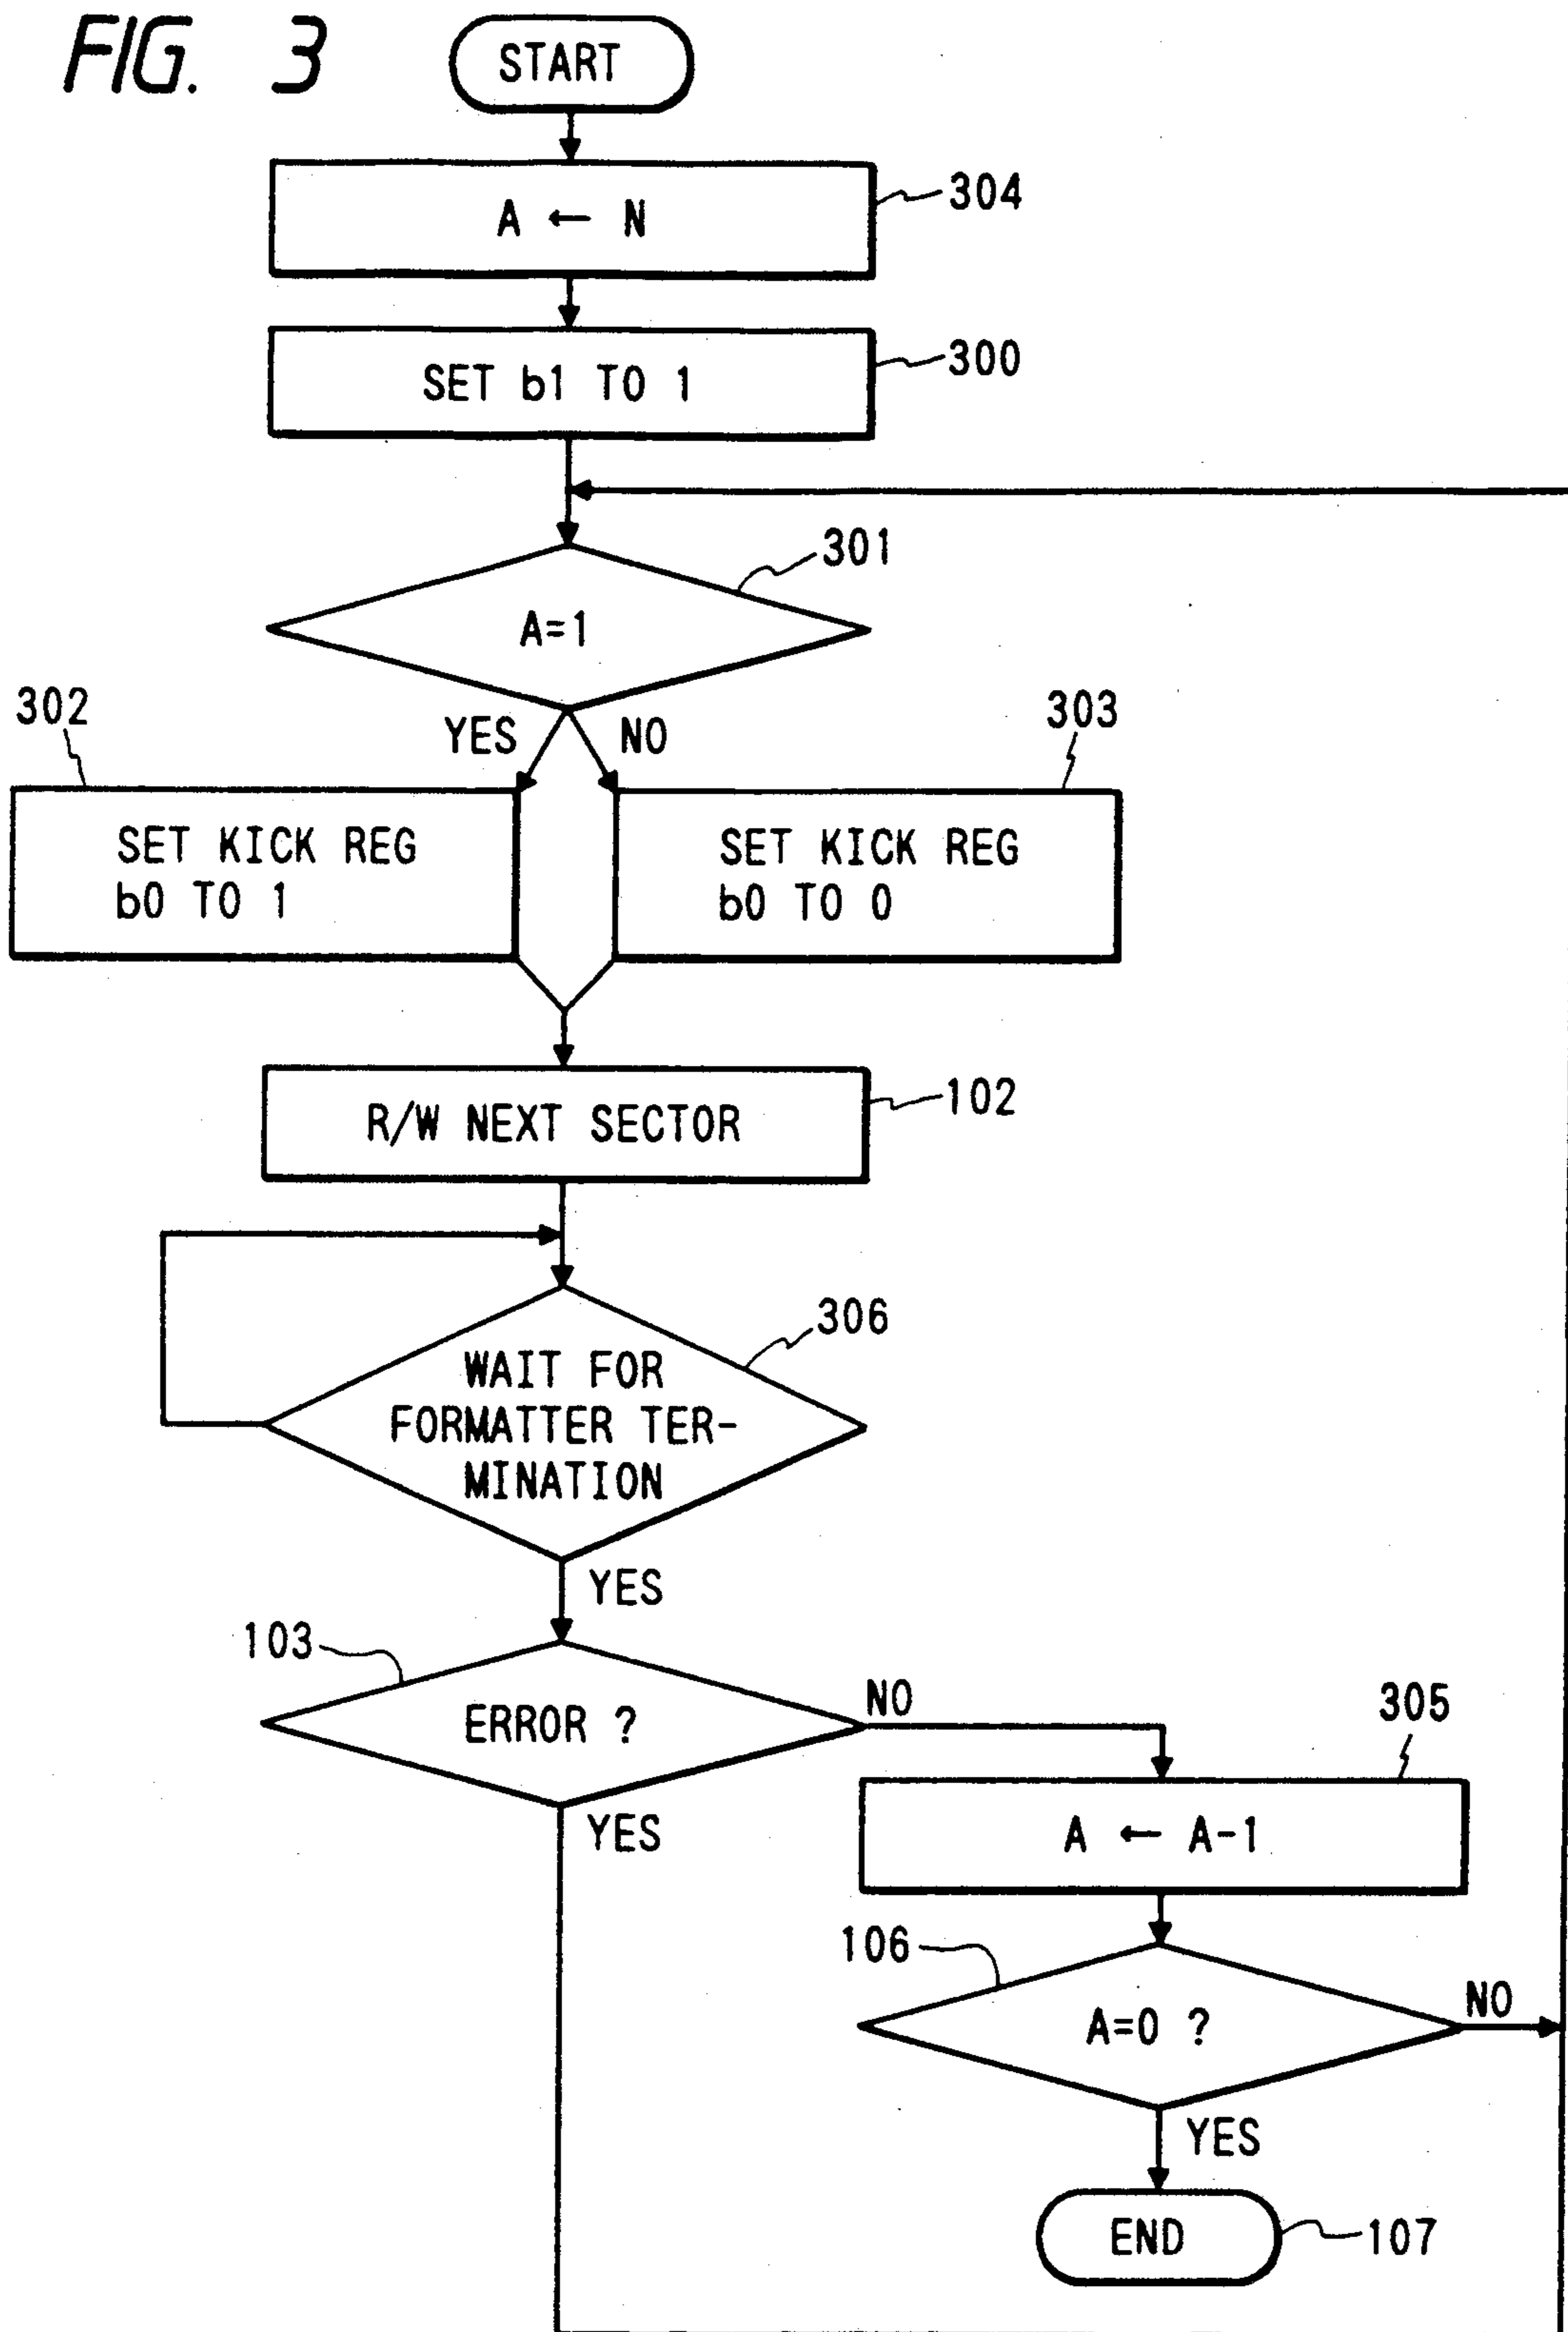 FIG. 3
START
A ← N
304
SET b1 TO 1
300
301
A=1
302
YES
NO
303
SET KICK REG
b0 TO 1
SET KICK REG
b0 TO 0
R/W NEXT SECTOR
102
306
WAIT FOR
FORMATTER TER-
MINATION
YES
103
ERROR ?
NO
305
YES
A ← A-1
106
A=0 ?
NO
YES
END
107